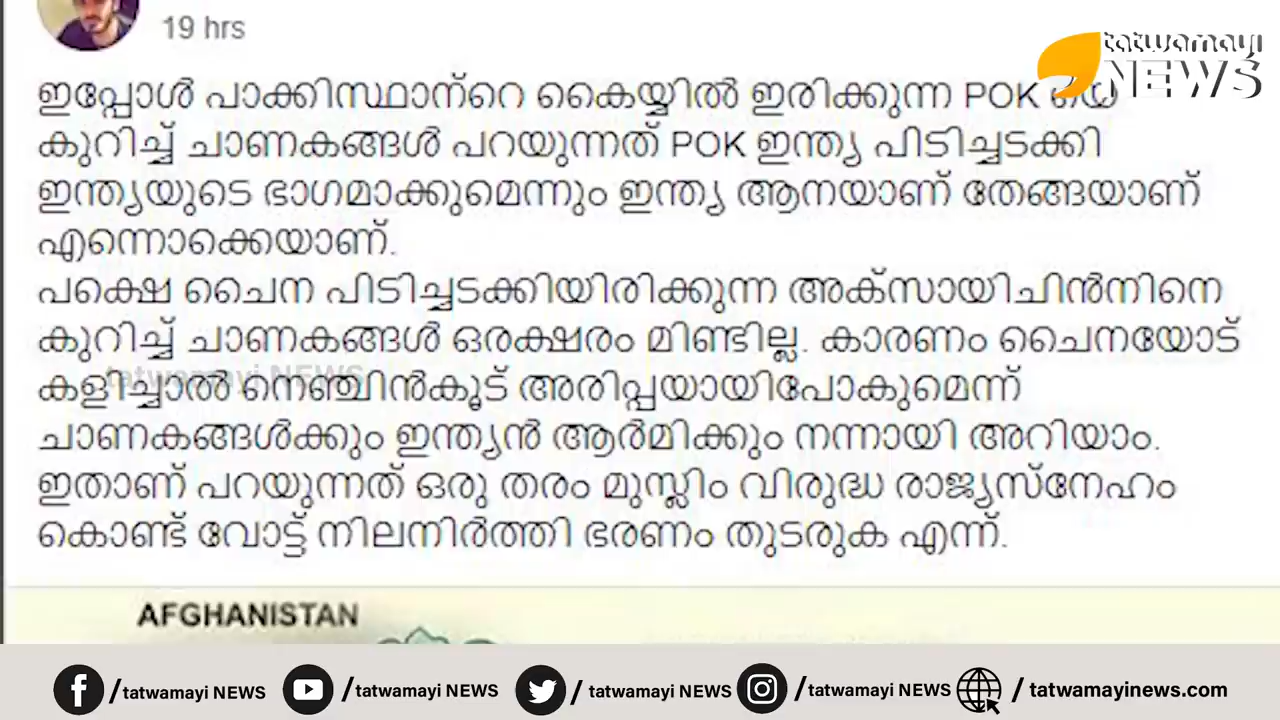 19 hrs
tatwamayi
NEWS
ഇപ്പോൾ പാക്കിസ്ഥാന്റെ കൈയ്യിൽ ഇരിക്കുന്ന POK യെ
കുറിച്ച് ചാണകങ്ങൾ പറയുന്നത് POK ഇന്ത്യ പിടിച്ചടക്കി
ഇന്ത്യയുടെ ഭാഗമാക്കുമെന്നും ഇന്ത്യ ആനയാണ് തേങ്ങയാണ്
എന്നൊക്കെയാണ്.
പക്ഷെ ചൈന പിടിച്ചടക്കിയിരിക്കുന്ന അക്സായിചിൻനിനെ
കുറിച്ച് ചാണകങ്ങൾ ഒരക്ഷരം മിണ്ടില്ല. കാരണം ചൈനയോട്
tatwamayi NEWS
കളിച്ചാൽ നെഞ്ചിൻകൂട് അരിപ്പയായിപോകുമെന്ന്
ചാണകങ്ങൾക്കും ഇന്ത്യൻ ആർമിക്കും നന്നായി അറിയാം.
ഇതാണ് പറയുന്നത് ഒരു തരം മുസ്ലിം വിരുദ്ധ രാജ്യസ്നേഹം
കൊണ്ട് വോട്ട് നിലനിർത്തി ഭരണം തുടരുക എന്ന്.
AFGHANISTAN
/tatwamayi NEWS /tatwamayi NEWS / tatwamayi NEWS /tatwamayi NEWS / tatwamayinews.com